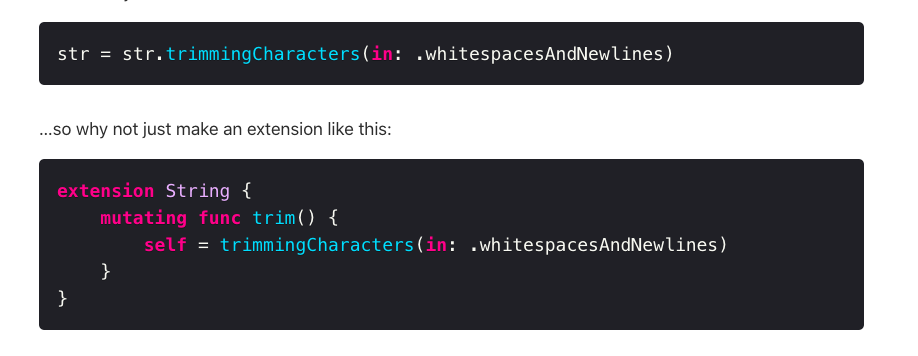 str = str.trimmingCharacters(in: .whitespacesAndNewlines)
…so why not just make an extension like this:
extension String {
    mutating func trim() {
        self = trimmingCharacters(in: .whitespacesAndNewlines)
    }
}